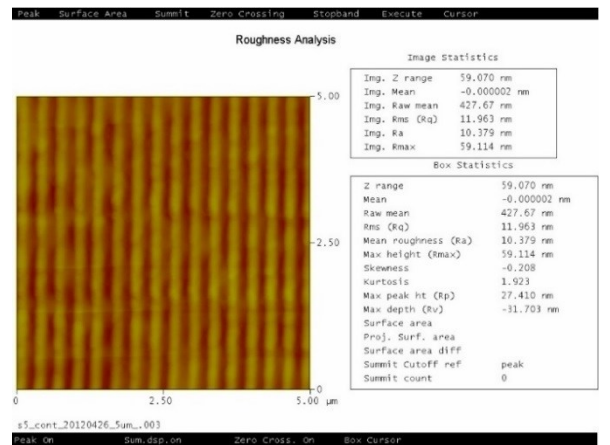 Peak Surface Area Summit Zero Crossing Stopband Execute Cursor
Roughness Analysis
Image Statistics
Img. Z range 59.070 nm
Img. Mean -0.000002 nm
Img. Raw mean 427.67 nm
Img. Rms (Rq) 11.963 nm
Img. Ra 10.379 nm
Img. Rmax 59.114 nm
Box Statistics
Z range 59.070 nm
Mean -0.000002 nm
Raw mean 427.67 nm
Rms (Rq) 11.963 nm
Mean roughness (Ra) 10.379 nm
Max height (Rmax) 59.114 nm
Skewness -0.208
Kurtosis 1.923
Max peak ht (Rp) 27.410 nm
Max depth (Rv) -31.703 nm
Surface area
Proj. Surf. area
Surface area diff
Summit Cutoff ref peak
Summit count 0
5.00
2.50
0
0 2.50 5.00 µm
s5_cont_20120426_5um_.003
Peak On Sum.dsp.on Zero Cross. On Box Cursor